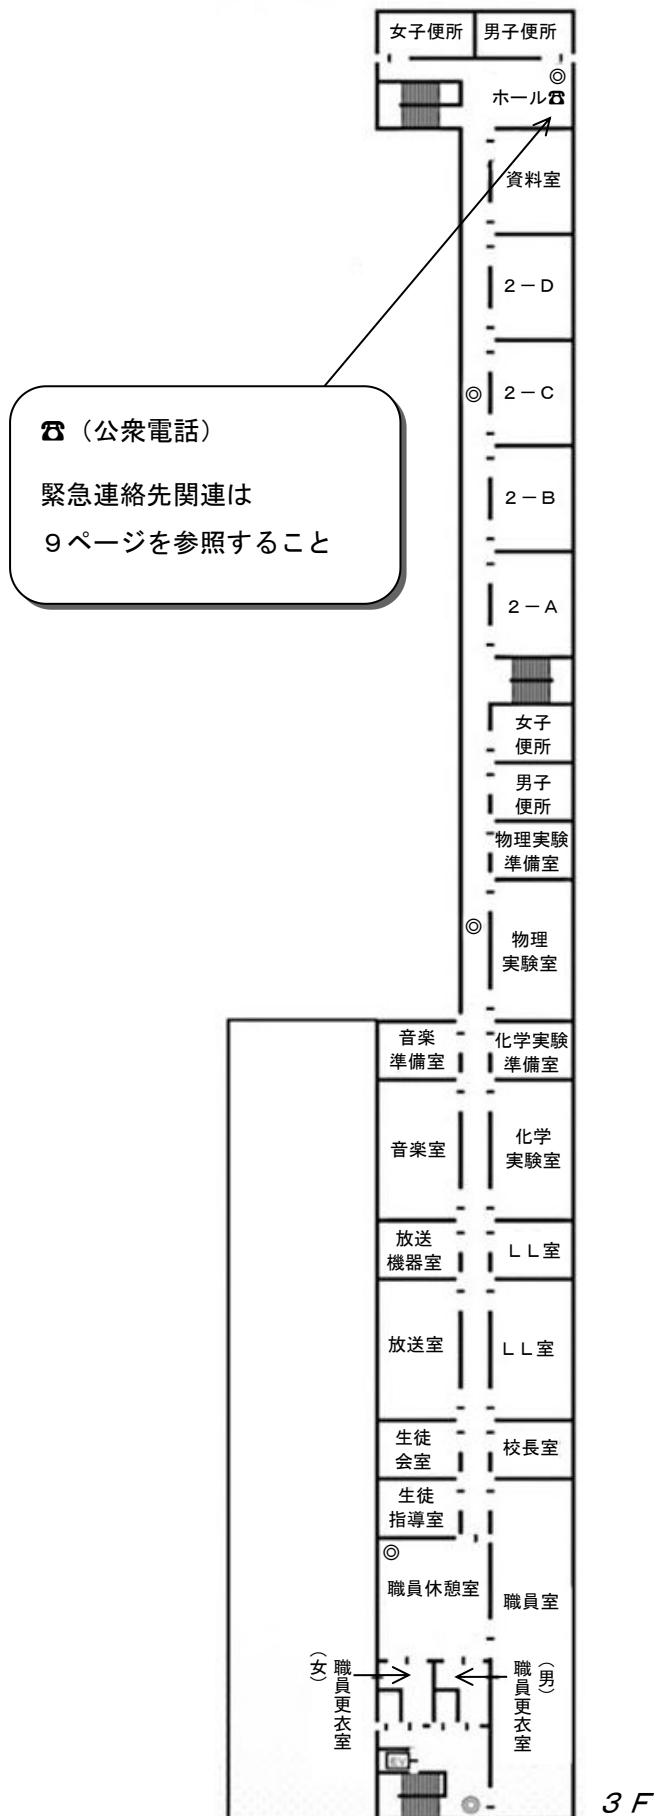 女子便所 男子便所
◎
ホール☎
資料室
2-D
◎ 2-C
☎（公衆電話）
緊急連絡先関連は
9ページを参照すること
2-B
2-A
女子
便所
男子
便所
物理実験
準備室
◎
物理
実験室
音楽
準備室
化学実験
準備室
音楽室
化学
実験室
放送
機器室
ＬＬ室
放送室
ＬＬ室
生徒
会室
校長室
生徒
指導室
◎
職員休憩室
職員室
職員更衣室
（女）
（男）
職員更衣室
EV
◎
３Ｆ